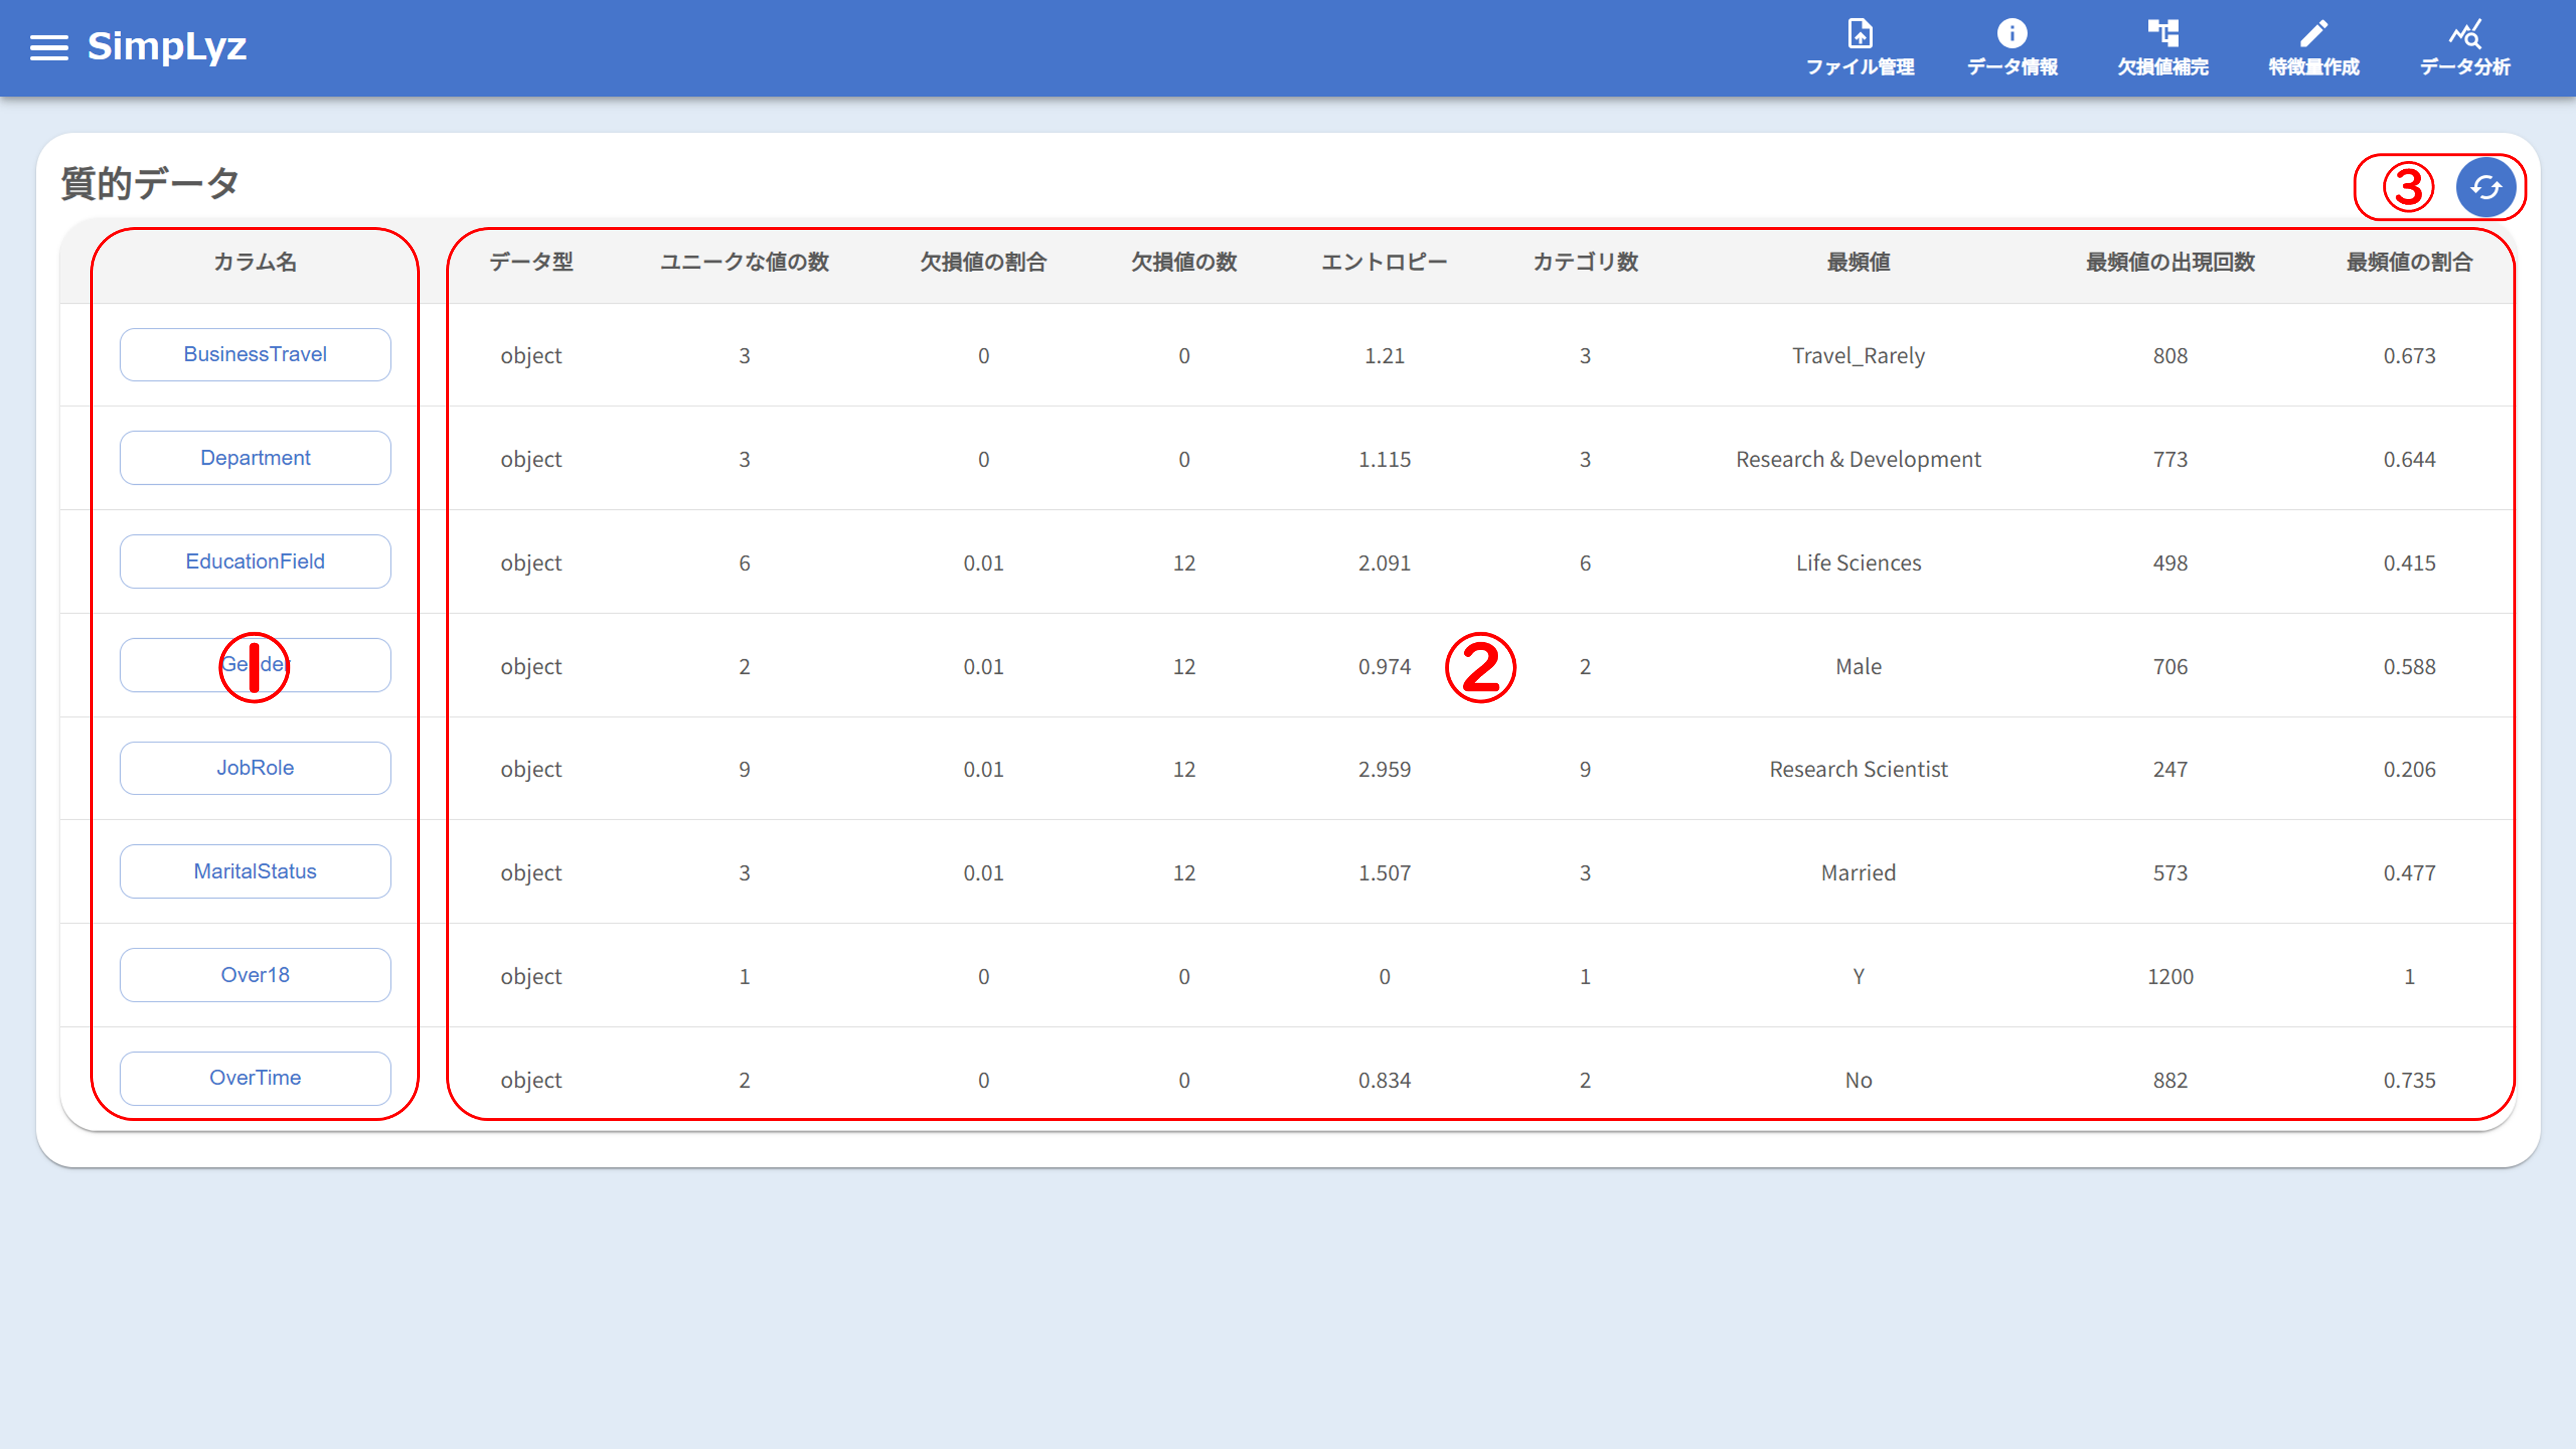 SimpLyz
ファイル管理 データ情報 欠損値補完 特徴量作成 データ分析
質的データ
③
カラム名 データ型 ユニークな値の数 欠損値の割合 欠損値の数 エントロピー カテゴリ数 最頻値 最頻値の出現回数 最頻値の割合
BusinessTravel object 3 0 0 1.21 3 Travel_Rarely 808 0.673
Department object 3 0 0 1.115 3 Research & Development 773 0.644
EducationField object 6 0.01 12 2.091 6 Life Sciences 498 0.415
Gender object 2 0.01 12 0.974 2 Male 706 0.588
① ②
JobRole object 9 0.01 12 2.959 9 Research Scientist 247 0.206
MaritalStatus object 3 0.01 12 1.507 3 Married 573 0.477
Over18 object 1 0 0 0 1 Y 1200 1
OverTime object 2 0 0 0.834 2 No 882 0.735